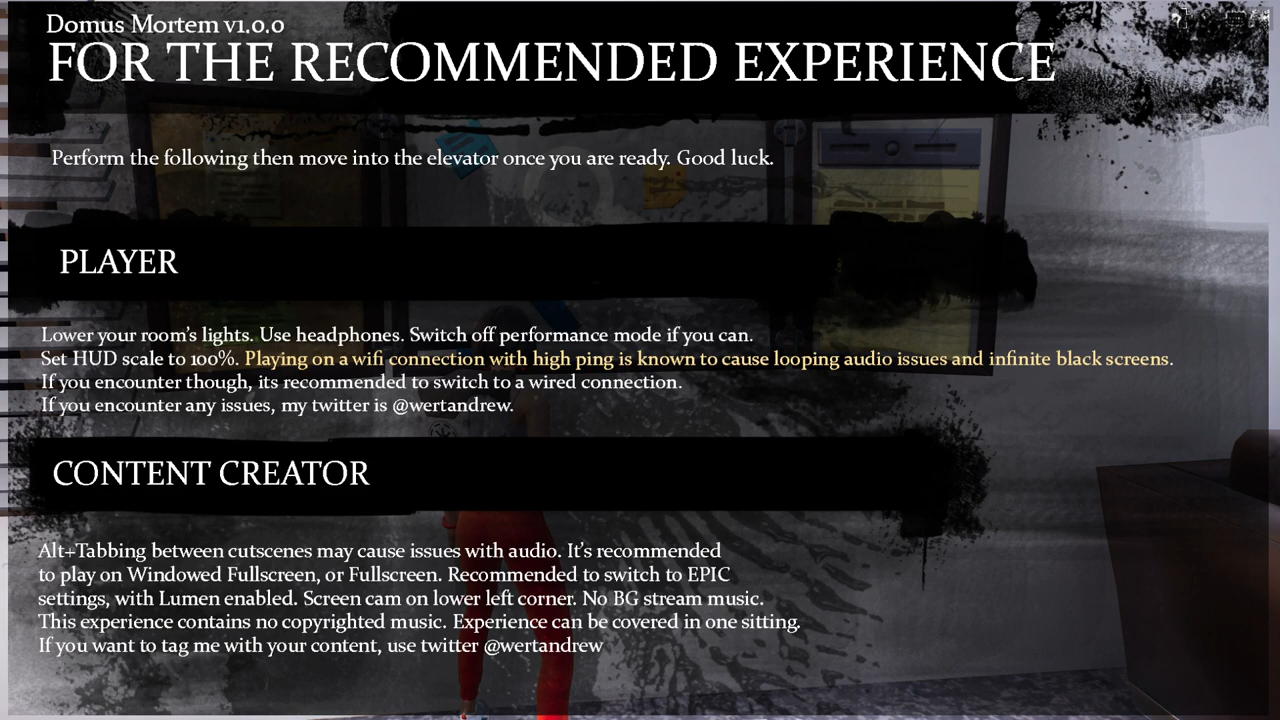 Domus Mortem v1.0.0
FOR THE RECOMMENDED EXPERIENCE
Perform the following then move into the elevator once you are ready. Good luck.
PLAYER
Lower your room's lights. Use headphones. Switch off performance mode if you can.
Set HUD scale to 100%. Playing on a wifi connection with high ping is known to cause looping audio issues and infinite black screens.
If you encounter though, its recommended to switch to a wired connection.
If you encounter any issues, my twitter is @wertandrew.
CONTENT CREATOR
Alt+Tabbing between cutscenes may cause issues with audio. It's recommended
to play on Windowed Fullscreen, or Fullscreen. Recommended to switch to EPIC
settings, with Lumen enabled. Screen cam on lower left corner. No BG stream music.
This experience contains no copyrighted music. Experience can be covered in one sitting.
If you want to tag me with your content, use twitter @wertandrew